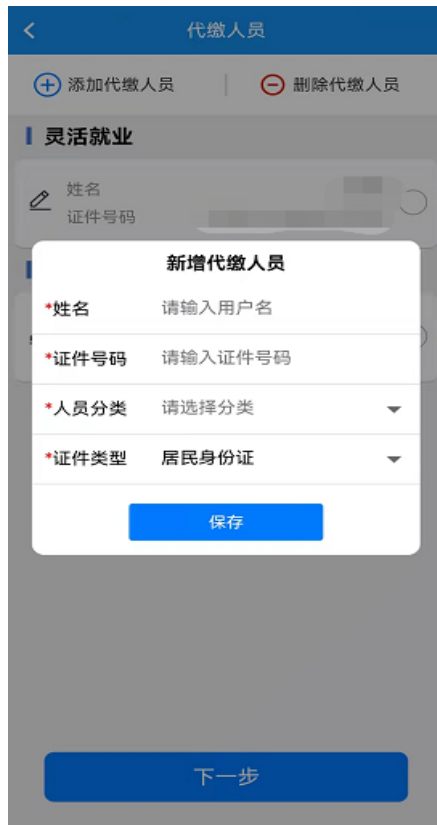 代缴人员
添加代缴人员 删除代缴人员
灵活就业
姓名
证件号码
新增代缴人员
*姓名 请输入用户名
*证件号码 请输入证件号码
*人员分类 请选择分类
*证件类型 居民身份证
保存
下一步